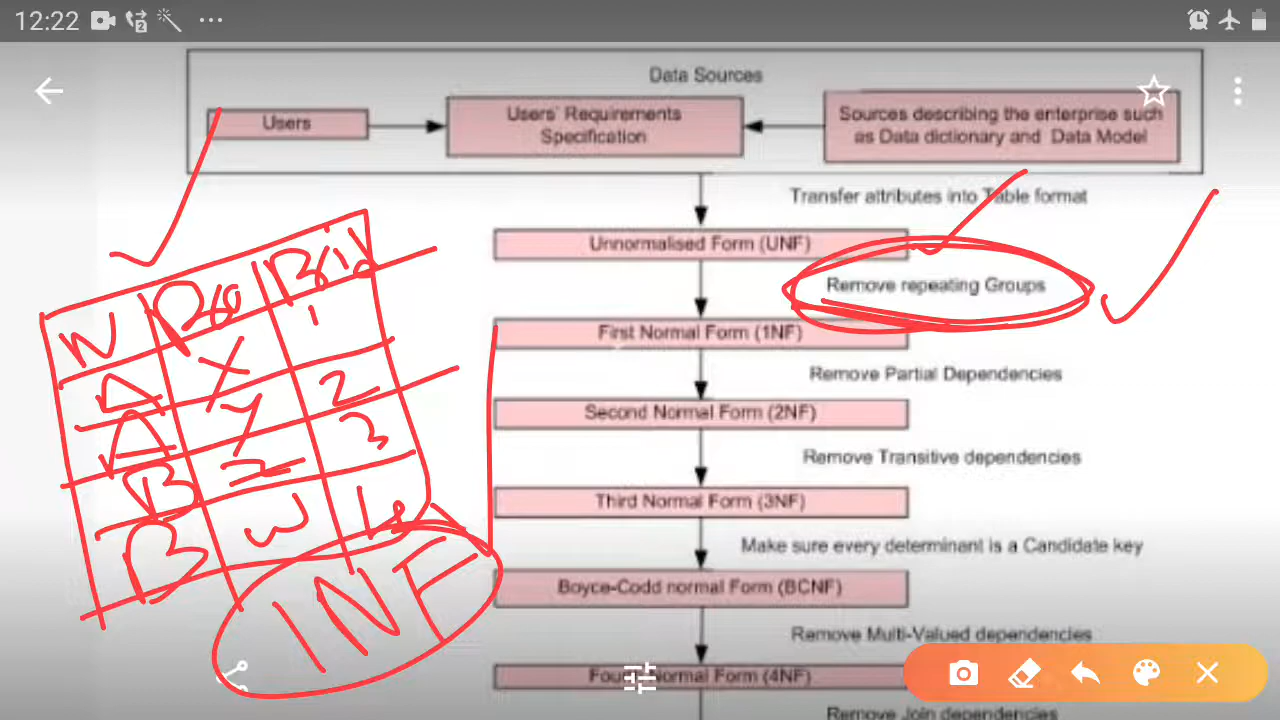 12:22
Data Sources
Users
Users' Requirements
Specification
Sources describing the enterprise such
as Data dictionary and Data Model
Transfer attributes into Table format
Unnormalised Form (UNF)
Remove repeating Groups
First Normal Form (1NF)
Remove Partial Dependencies
Second Normal Form (2NF)
Remove Transitive dependencies
Third Normal Form (3NF)
Make sure every determinant is a Candidate key
Boyce-Codd normal Form (BCNF)
Remove Multi-Valued dependencies
Fourth Normal Form (4NF)
Remove Join dependencies
N Bid
A X 1
A Y 2
B Z 3
B W 4
1NF